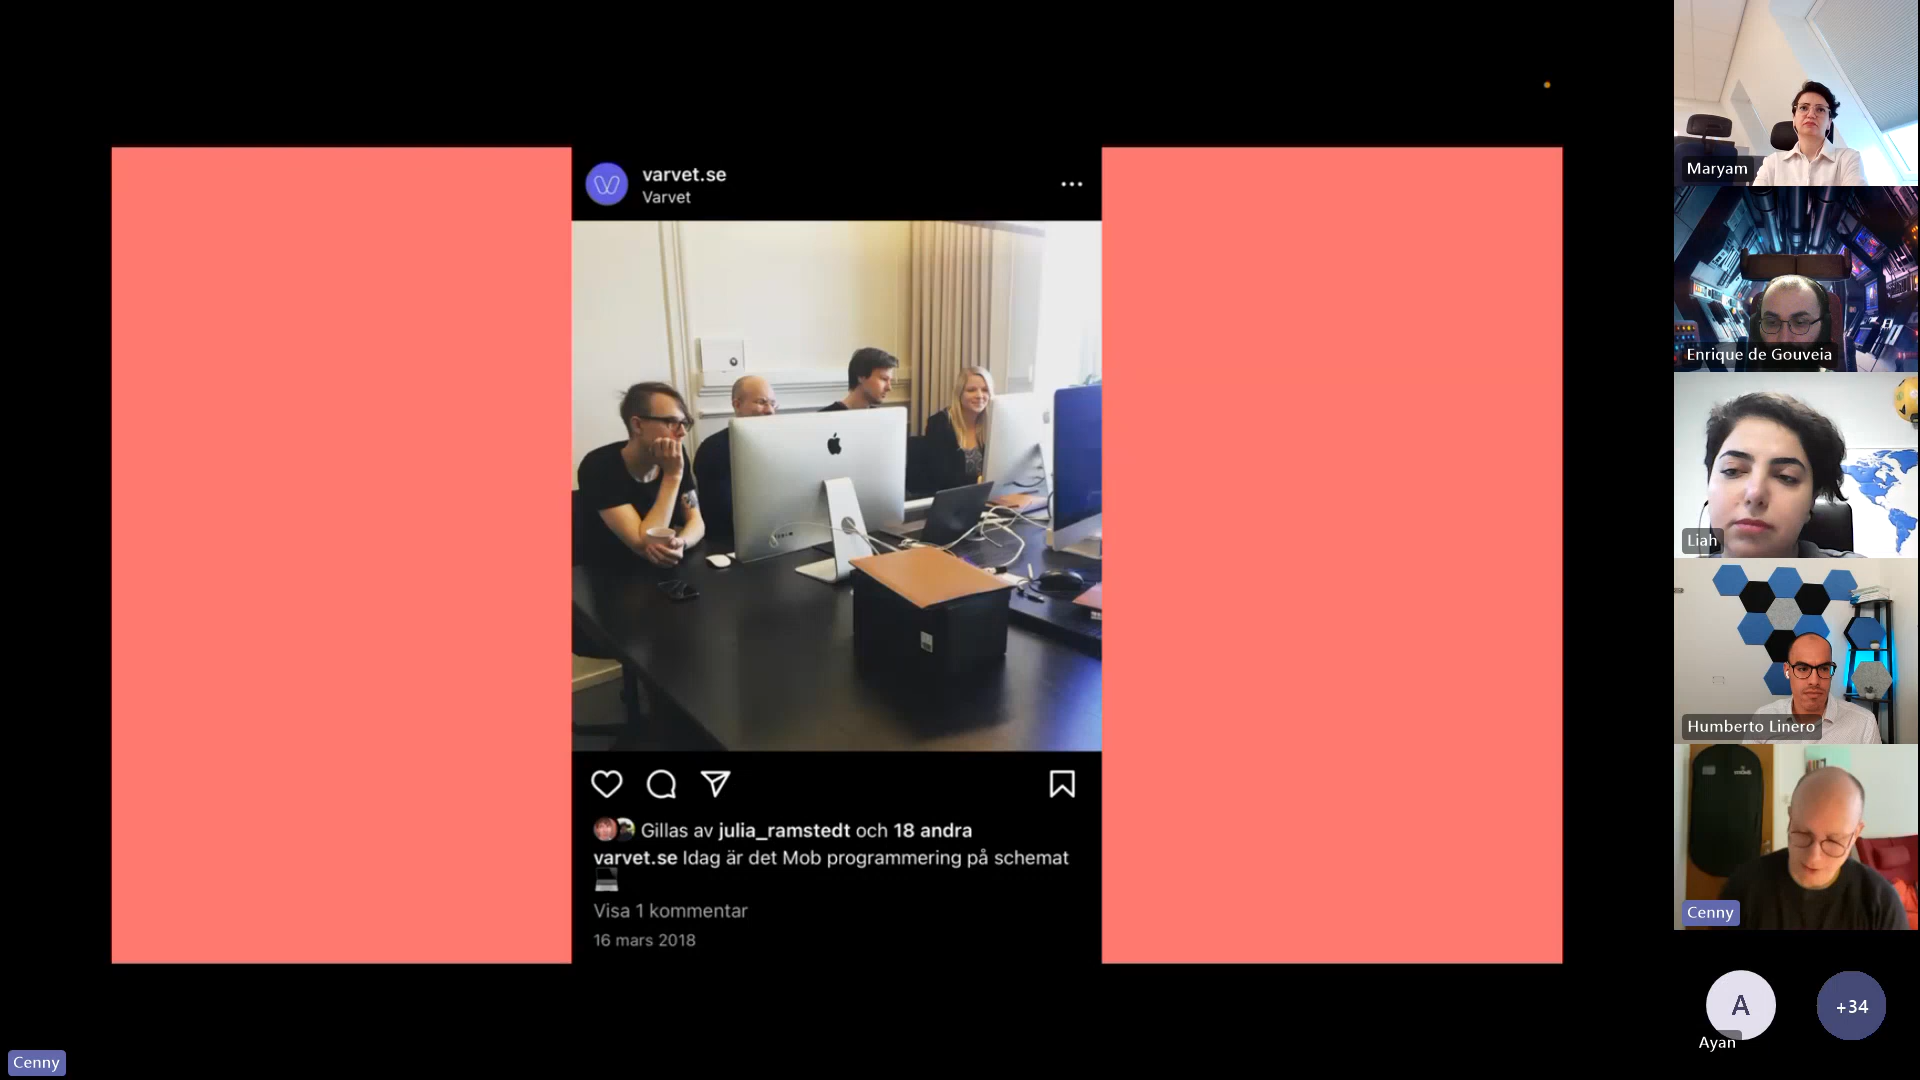 varvet.se
Varvet
Gillas av julia_ramstedt och 18 andra
varvet.se Idag är det Mob programmering på schemat
Visa 1 kommentar
16 mars 2018
Maryam
Enrique de Gouveia
Liah
Humberto Linero
Cenny
A
+34
Ayan
Cenny